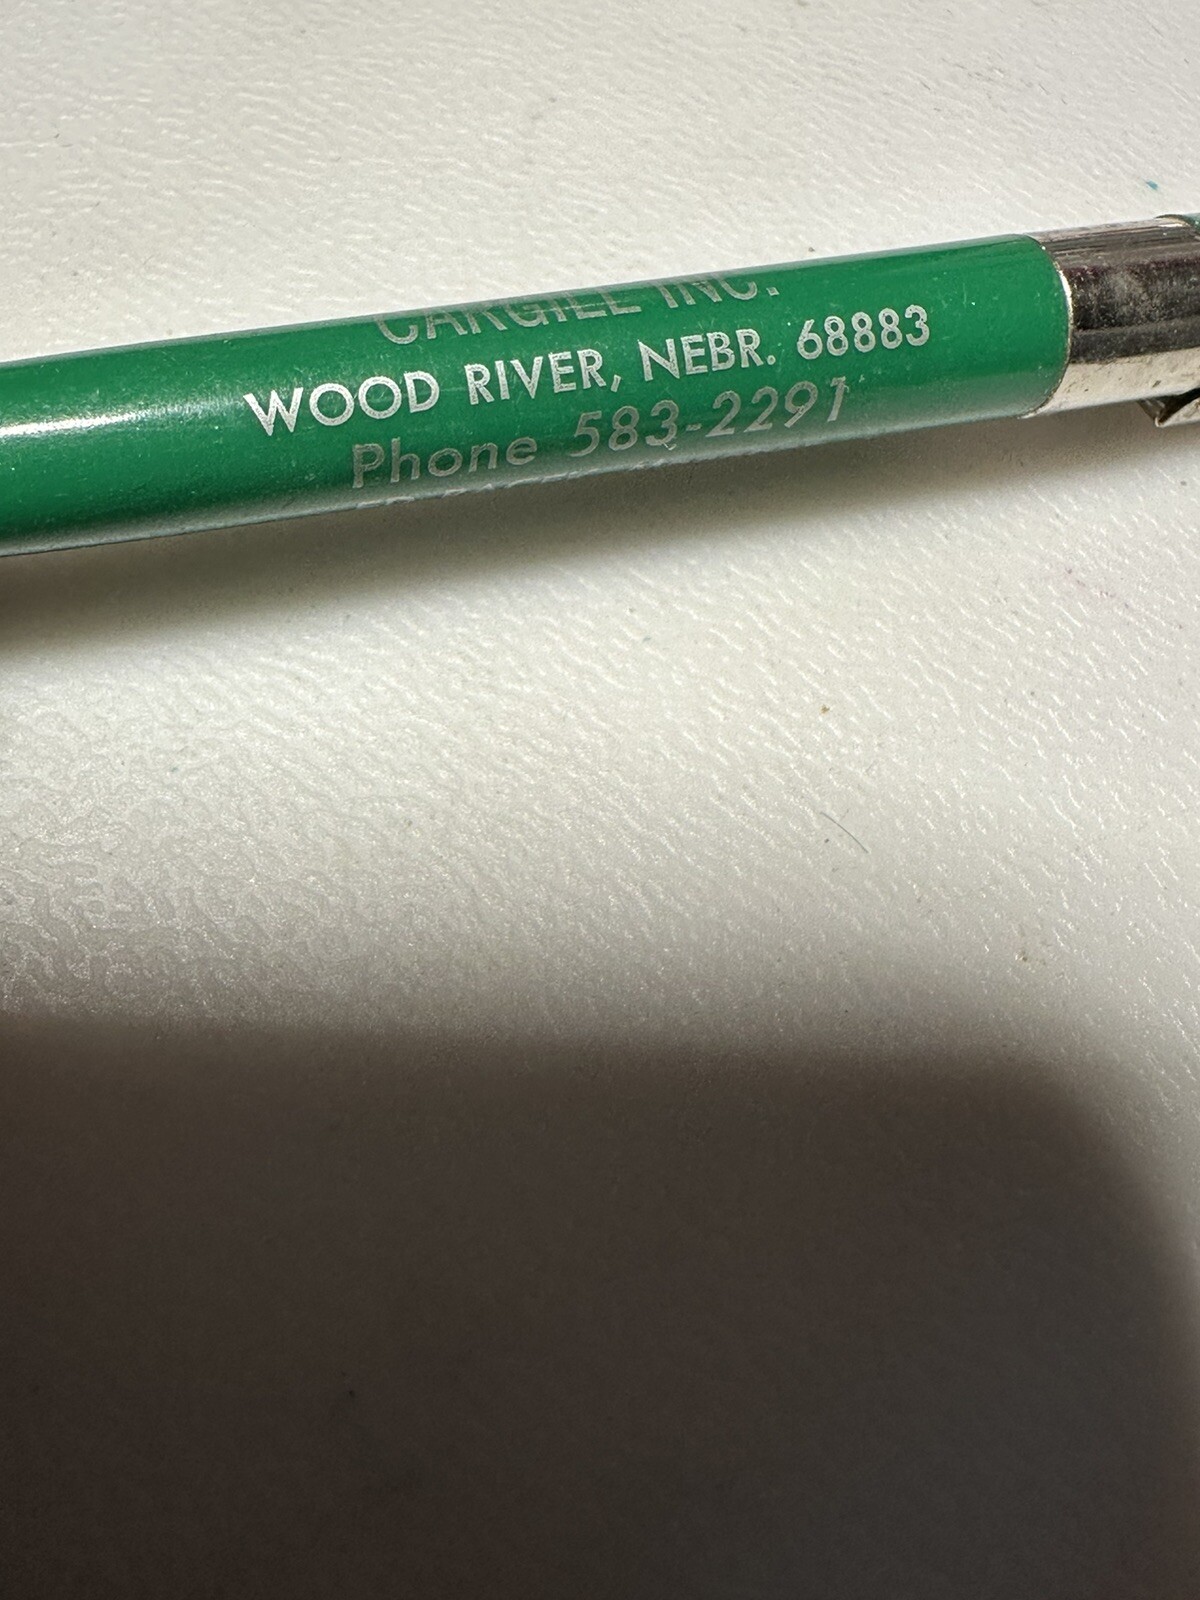 CARGILL INC.
WOOD RIVER, NEBR. 68883
Phone 583-2291